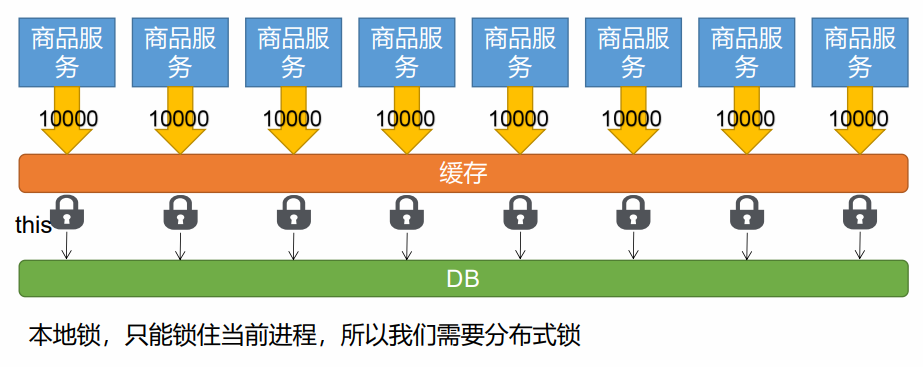 商品服务 商品服务 商品服务 商品服务 商品服务 商品服务 商品服务 商品服务
10000 10000 10000 10000 10000 10000 10000 10000
缓存
this
DB
本地锁，只能锁住当前进程，所以我们需要分布式锁